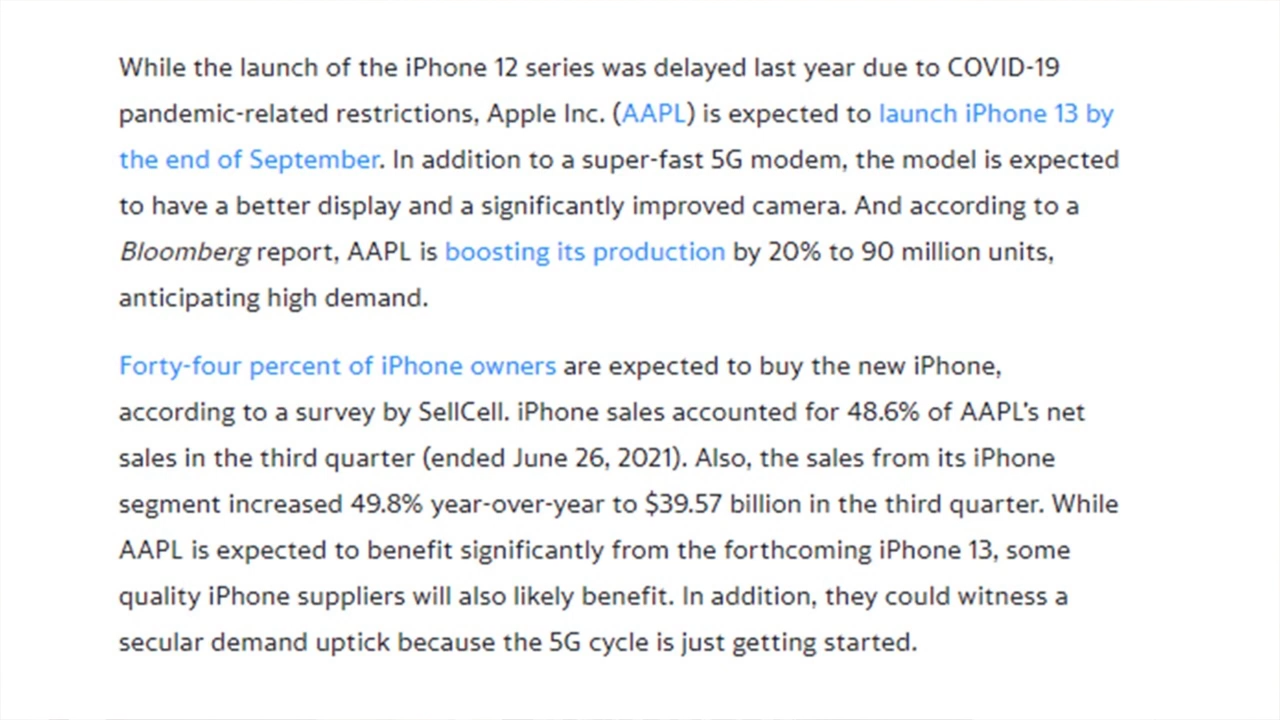 While the launch of the iPhone 12 series was delayed last year due to COVID-19
pandemic-related restrictions, Apple Inc. (AAPL) is expected to launch iPhone 13 by
the end of September. In addition to a super-fast 5G modem, the model is expected
to have a better display and a significantly improved camera. And according to a
Bloomberg report, AAPL is boosting its production by 20% to 90 million units,
anticipating high demand.
Forty-four percent of iPhone owners are expected to buy the new iPhone,
according to a survey by SellCell. iPhone sales accounted for 48.6% of AAPL's net
sales in the third quarter (ended June 26, 2021). Also, the sales from its iPhone
segment increased 49.8% year-over-year to $39.57 billion in the third quarter. While
AAPL is expected to benefit significantly from the forthcoming iPhone 13, some
quality iPhone suppliers will also likely benefit. In addition, they could witness a
secular demand uptick because the 5G cycle is just getting started.